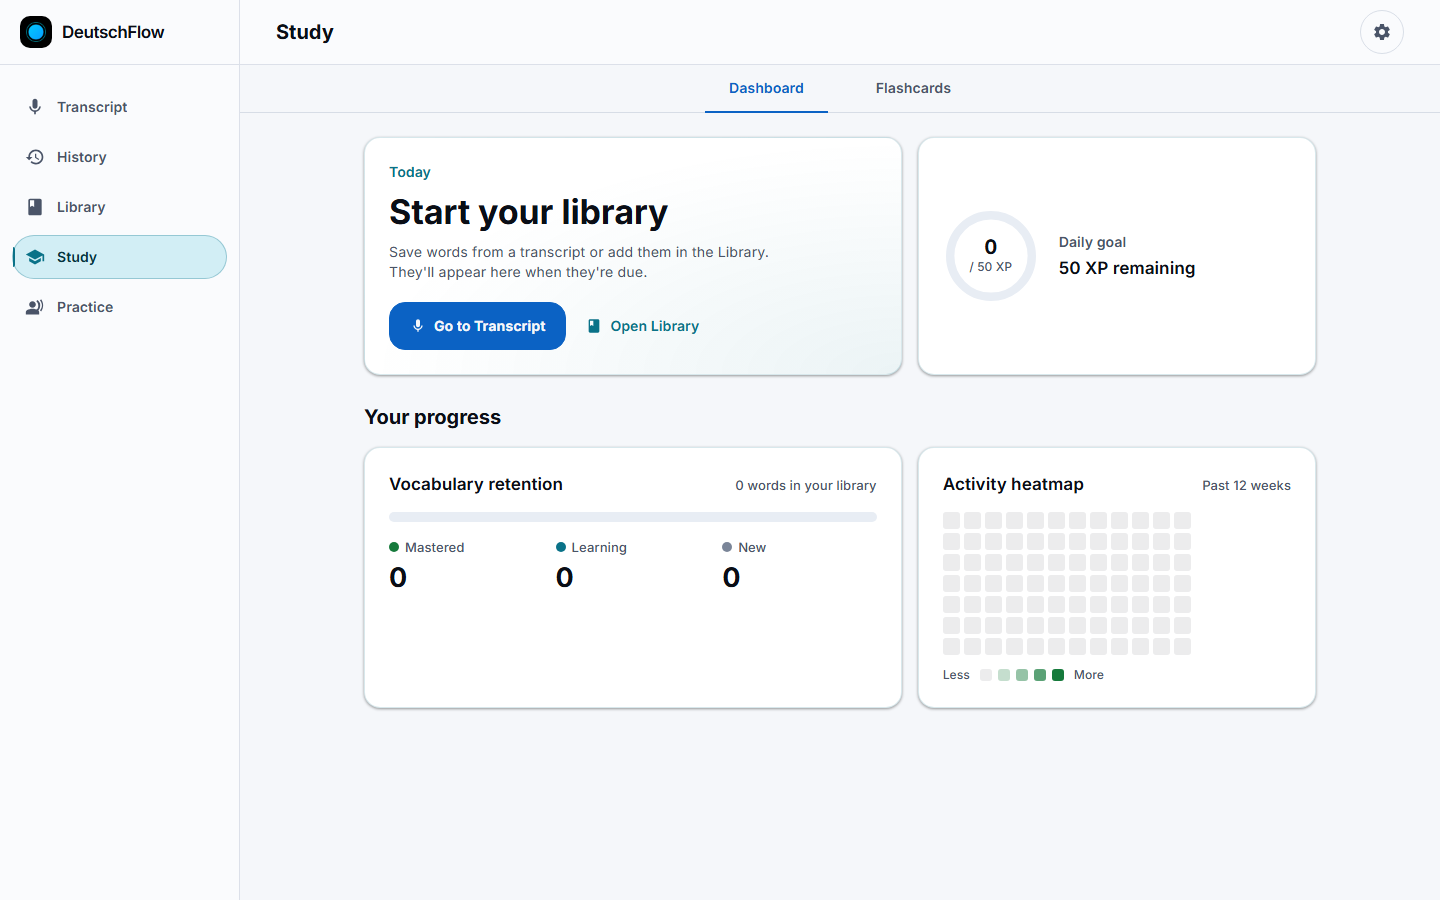 DeutschFlow
Study
Transcript
History
Library
Study
Practice
Dashboard
Flashcards
Today
Start your library
Save words from a transcript or add them in the Library.
They'll appear here when they're due.
Go to Transcript
Open Library
0
/ 50 XP
Daily goal
50 XP remaining
Your progress
Vocabulary retention
0 words in your library
Mastered
Learning
New
0
0
0
Activity heatmap
Past 12 weeks
Less
More